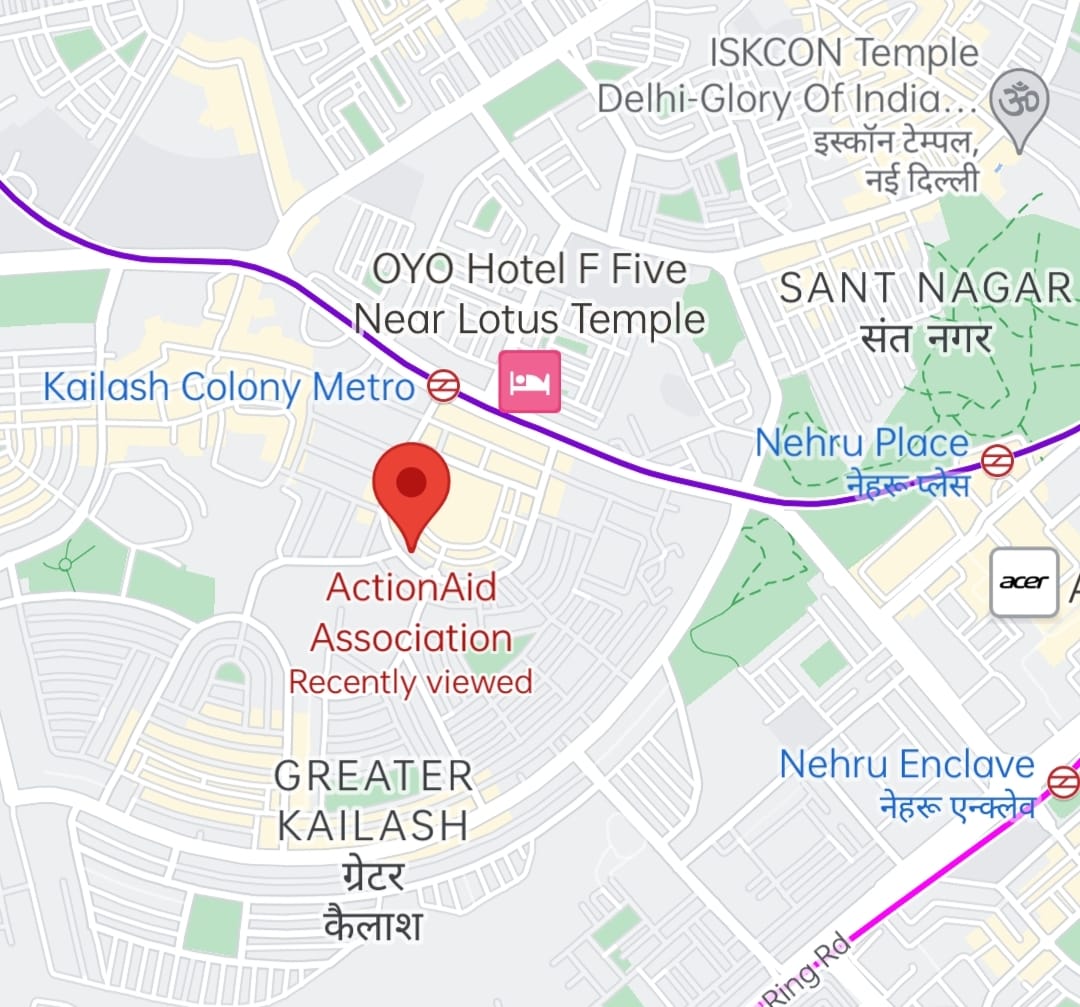 ISKCON Temple
Delhi-Glory Of India...
इस्कॉन टेम्पल,
नई दिल्ली
OYO Hotel F Five
Near Lotus Temple
SANT NAGAR
संत नगर
Kailash Colony Metro
Nehru Place
नेहरू प्लेस
acer
A
ActionAid
Association
Recently viewed
GREATER
KAILASH
ग्रेटर
कैलाश
Nehru Enclave
नेहरू एन्क्लेव
Ring Rd